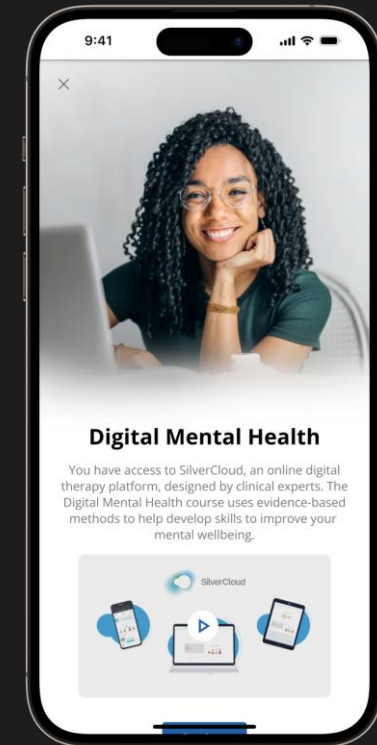 9:41
Digital Mental Health
You have access to SilverCloud, an online digital
therapy platform, designed by clinical experts. The
Digital Mental Health course uses evidence-based
methods to help develop skills to improve your
mental wellbeing.
SilverCloud